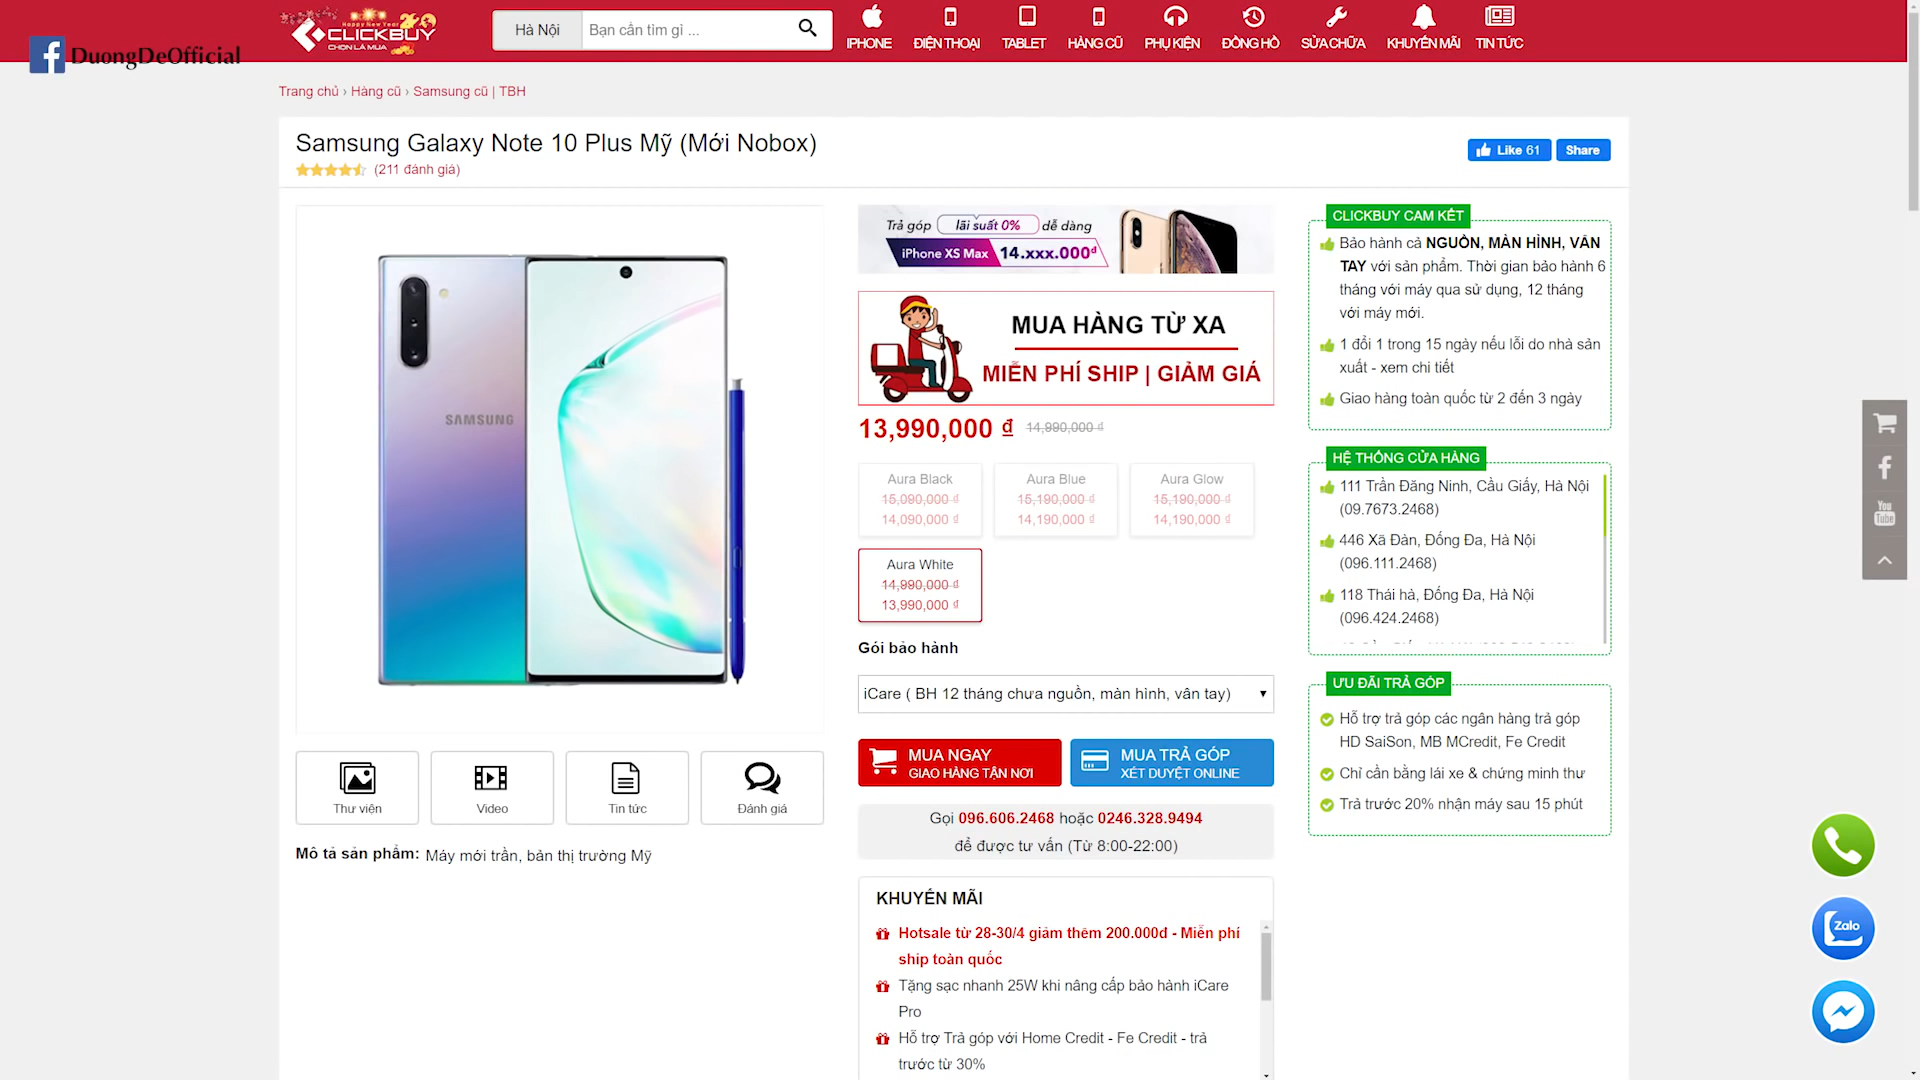 DuongDeOfficial
Happy New Year
CLICKBUY
CHỌN LÀ MUA
Hà Nội
Bạn cần tìm gì ...
IPHONE
ĐIỆN THOẠI
TABLET
HÀNG CŨ
PHỤ KIỆN
ĐỒNG HỒ
SỬA CHỮA
KHUYẾN MÃI
TIN TỨC
Trang chủ › Hàng cũ › Samsung cũ | TBH
Samsung Galaxy Note 10 Plus Mỹ (Mới Nobox)
(211 đánh giá)
Like 61
Share
SAMSUNG
Thư viện
Video
Tin tức
Đánh giá
Mô tả sản phẩm: Máy mới trần, bản thị trường Mỹ
Trả góp lãi suất 0% dễ dàng
iPhone XS Max 14.xxx.000đ
MUA HÀNG TỪ XA
MIỄN PHÍ SHIP | GIẢM GIÁ
13,990,000 ₫ 14,990,000 ₫
Aura Black
15,090,000 ₫
14,090,000 ₫
Aura Blue
15,190,000 ₫
14,190,000 ₫
Aura Glow
15,190,000 ₫
14,190,000 ₫
Aura White
14,990,000 ₫
13,990,000 ₫
Gói bảo hành
iCare ( BH 12 tháng chưa nguồn, màn hình, vân tay)
MUA NGAY
GIAO HÀNG TẬN NƠI
MUA TRẢ GÓP
XÉT DUYỆT ONLINE
Gọi 096.606.2468 hoặc 0246.328.9494
để được tư vấn (Từ 8:00-22:00)
KHUYẾN MÃI
Hotsale từ 28-30/4 giảm thêm 200.000đ - Miễn phí
ship toàn quốc
Tặng sạc nhanh 25W khi nâng cấp bảo hành iCare
Pro
Hỗ trợ Trả góp với Home Credit - Fe Credit - trả
trước từ 30%
CLICKBUY CAM KẾT
Bảo hành cả NGUỒN, MÀN HÌNH, VÂN
TAY với sản phẩm. Thời gian bảo hành 6
tháng với máy qua sử dụng, 12 tháng
với máy mới.
1 đổi 1 trong 15 ngày nếu lỗi do nhà sản
xuất - xem chi tiết
Giao hàng toàn quốc từ 2 đến 3 ngày
HỆ THỐNG CỬA HÀNG
111 Trần Đăng Ninh, Cầu Giấy, Hà Nội
(09.7673.2468)
446 Xã Đàn, Đống Đa, Hà Nội
(096.111.2468)
118 Thái hà, Đống Đa, Hà Nội
(096.424.2468)
ƯU ĐÃI TRẢ GÓP
Hỗ trợ trả góp các ngân hàng trả góp
HD SaiSon, MB MCredit, Fe Credit
Chỉ cần bằng lái xe & chứng minh thư
Trả trước 20% nhận máy sau 15 phút
You
Tube
Zalo